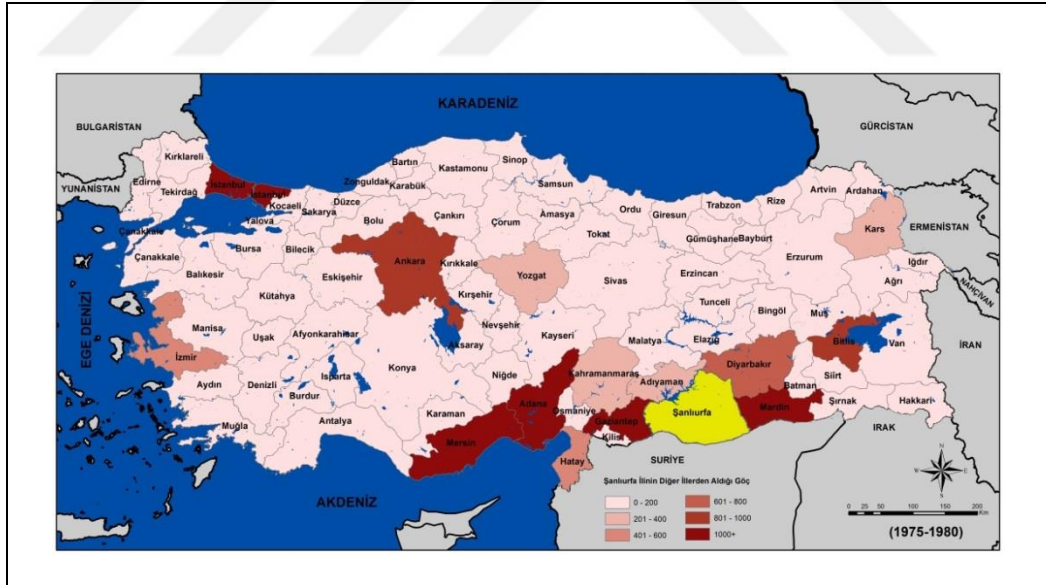 KARADENİZ
BULGARİSTAN
GÜRCİSTAN
YUNANİSTAN
ERMENİSTAN
NAHÇİVAN
İRAN
IRAK
SURİYE
AKDENİZ
EGE DENİZİ
Kırklareli
Edirne
Tekirdağ
İstanbul
İstanbul
Kocaeli
Yalova
Sakarya
Düzce
Zonguldak
Bartın
Karabük
Kastamonu
Sinop
Samsun
Ordu
Giresun
Trabzon
Rize
Artvin
Ardahan
Kars
Iğdır
Ağrı
Erzurum
Bayburt
Gümüşhane
Erzincan
Tokat
Amasya
Çorum
Çankırı
Bolu
Bilecik
Bursa
Çanakkale
Çanakkale
Balıkesir
Kütahya
Eskişehir
Ankara
Kırıkkale
Yozgat
Sivas
Tunceli
Bingöl
Muş
Bitlis
Van
Hakkari
Şırnak
Siirt
Batman
Mardin
Diyarbakır
Elazığ
Malatya
Adıyaman
Şanlıurfa
Kahramanmaraş
Gaziantep
Kilis
Hatay
Osmaniye
Adana
Mersin
Karaman
Niğde
Kayseri
Nevşehir
Kırşehir
Aksaray
Konya
Antalya
Isparta
Burdur
Afyonkarahisar
Uşak
Denizli
Muğla
Aydın
İzmir
Manisa
Şanlıurfa İlinin Diğer İllerden Aldığı Göç
0 - 200
201 - 400
401 - 600
601 - 800
801 - 1000
1000+
N
W
E
S
0 25 50 100 150 200
Km
(1975-1980)